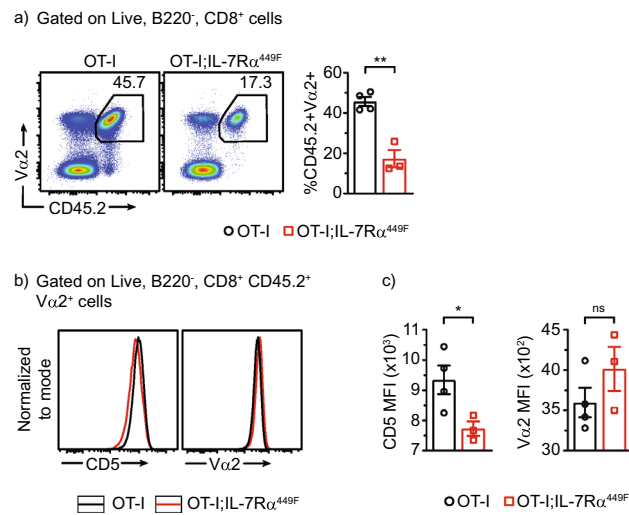 a) Gated on Live, B220⁻, CD8⁺ cells
OT-I
OT-I;IL-7Rα⁴⁴⁹ᶠ
45.7
17.3
Vα2
CD45.2
%CD45.2+Vα2+
60
40
20
0
**
OT-I OT-I;IL-7Rα⁴⁴⁹ᶠ
b) Gated on Live, B220⁻, CD8⁺ CD45.2⁺
Vα2⁺ cells
Normalized
to mode
CD5
Vα2
OT-I OT-I;IL-7Rα⁴⁴⁹ᶠ
c)
CD5 MFI (x10³)
11
10
9
8
7
*
Vα2 MFI (x10²)
45
40
35
30
ns
OT-I OT-I;IL-7Rα⁴⁴⁹ᶠ